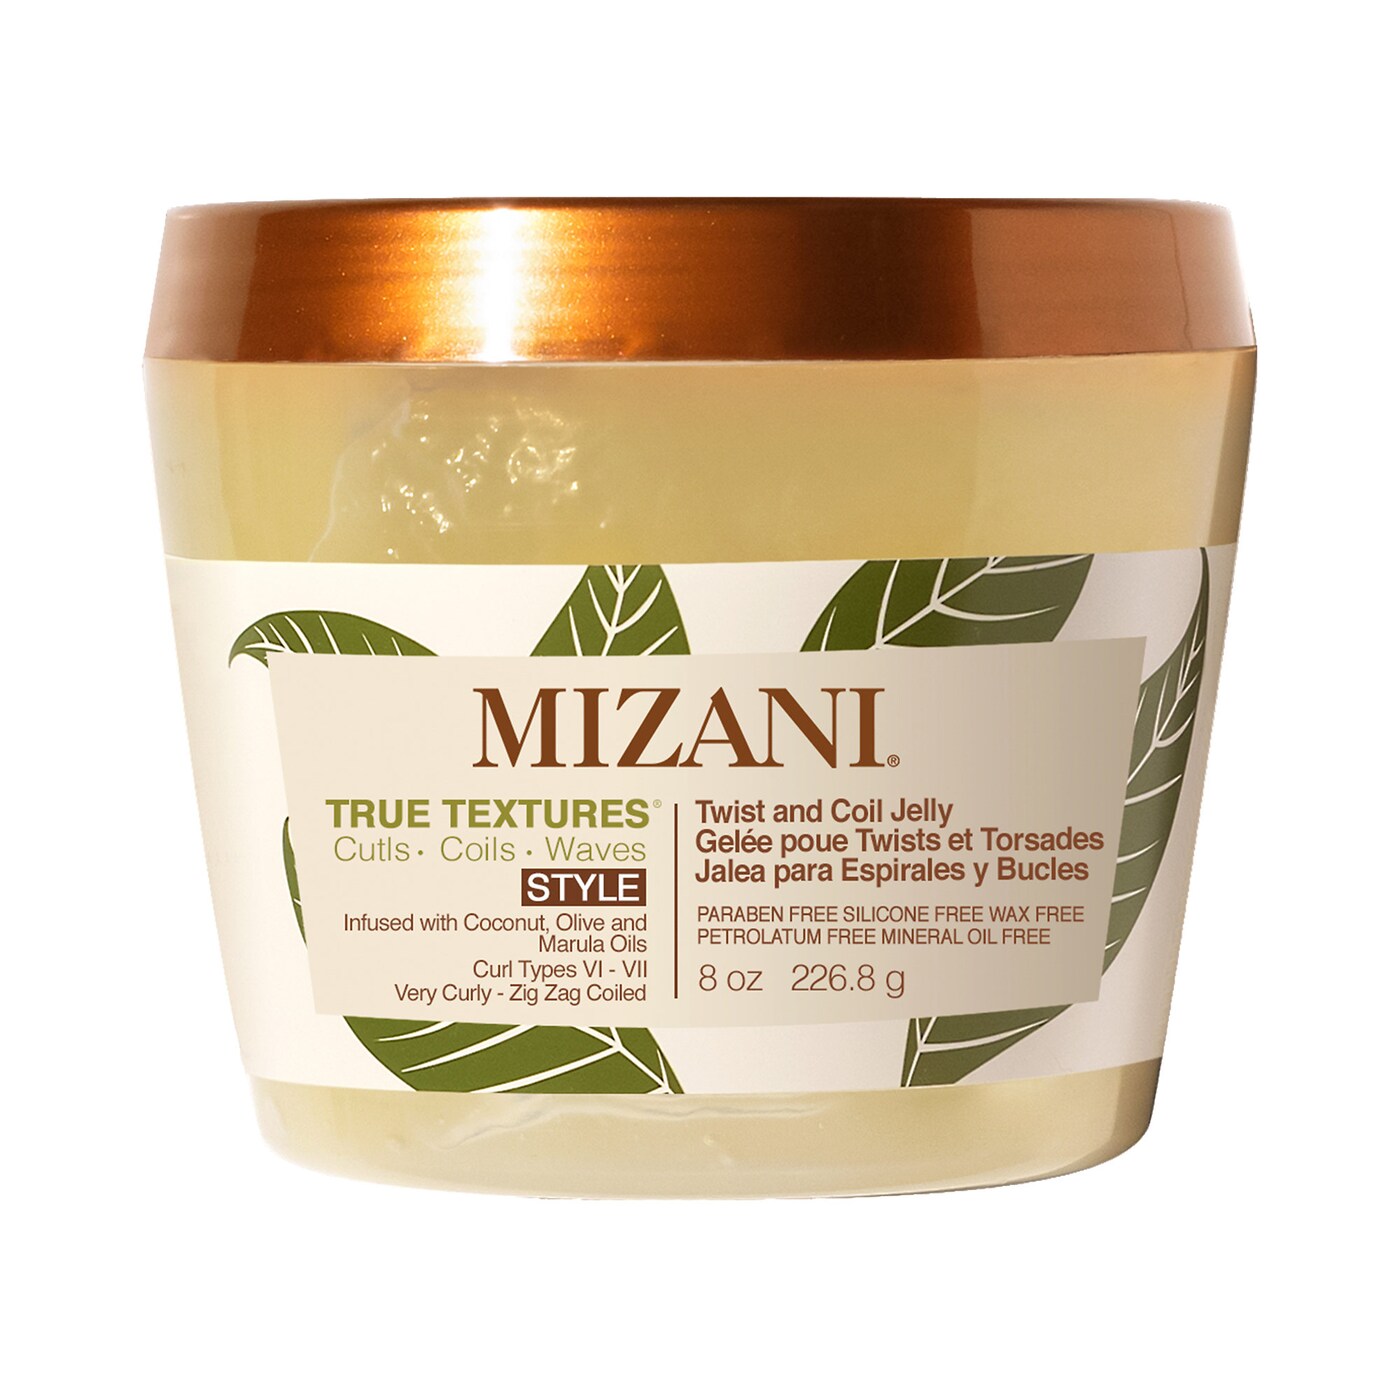 MIZANI®
TRUE TEXTURES®
Cutls · Coils · Waves
STYLE
Infused with Coconut, Olive and
Marula Oils
Curl Types VI - VII
Very Curly - Zig Zag Coiled
Twist and Coil Jelly
Gelée poue Twists et Torsades
Jalea para Espirales y Bucles
PARABEN FREE SILICONE FREE WAX FREE
PETROLATUM FREE MINERAL OIL FREE
8 oz 226.8 g